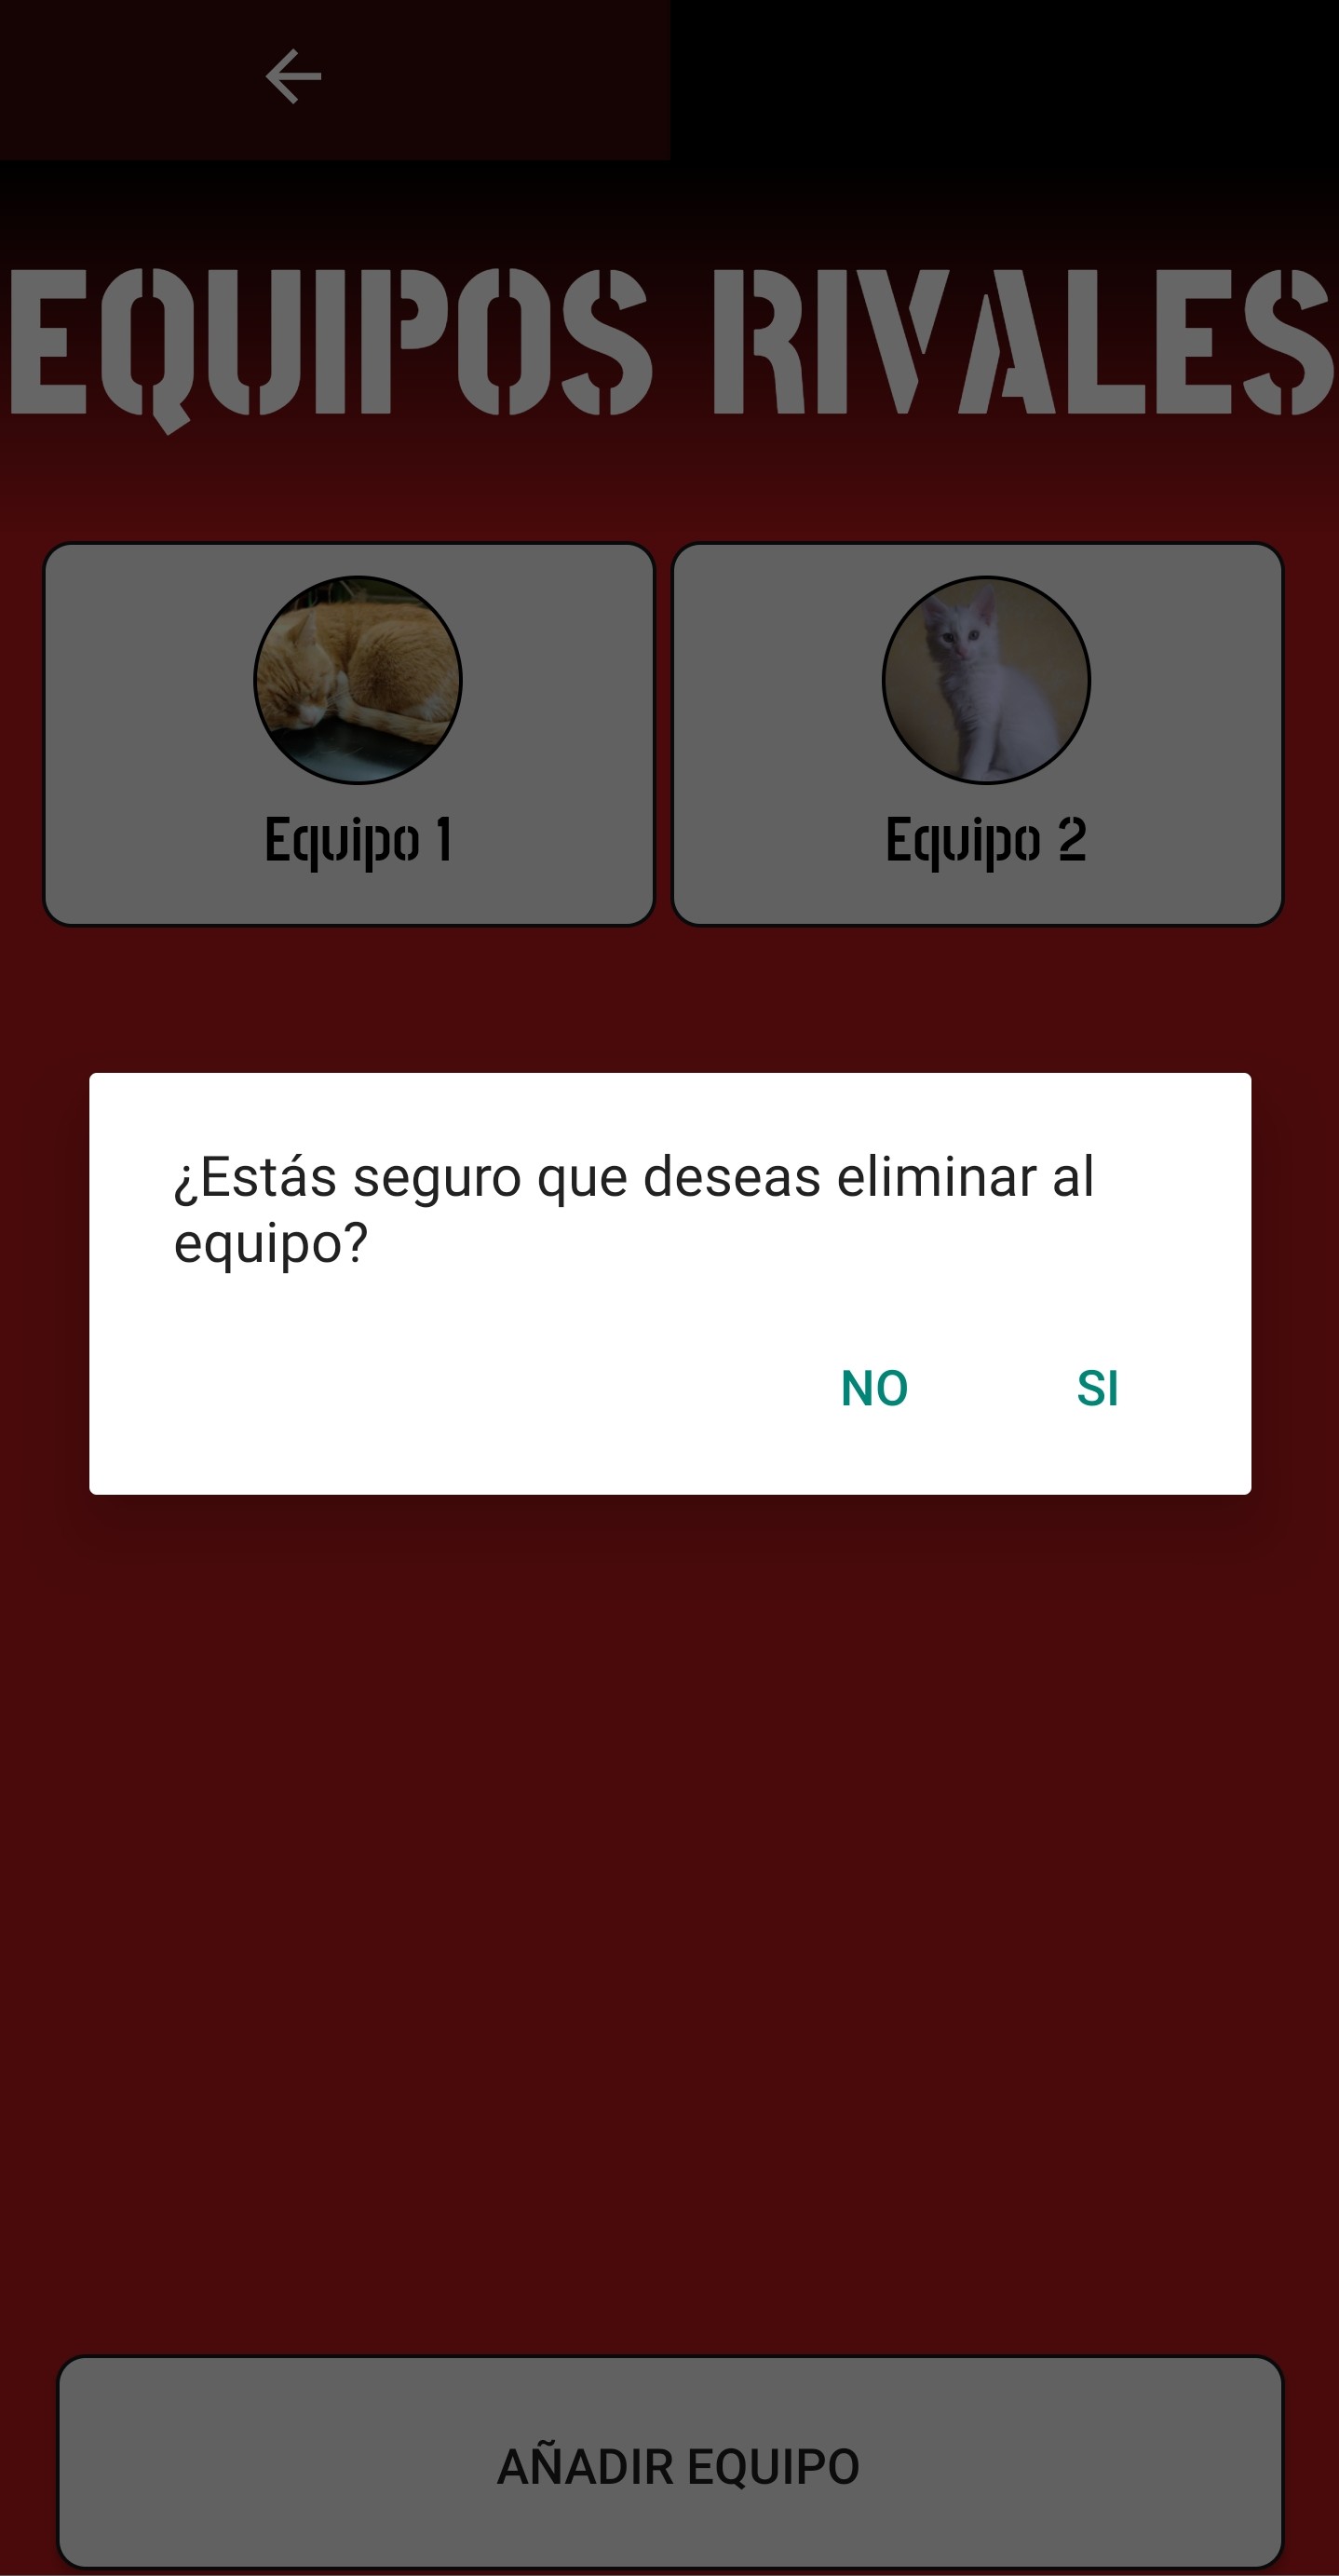 EQUIPOS RIVALES
Equipo 1
Equipo 2
¿Estás seguro que deseas eliminar al
equipo?
NO
SI
AÑADIR EQUIPO